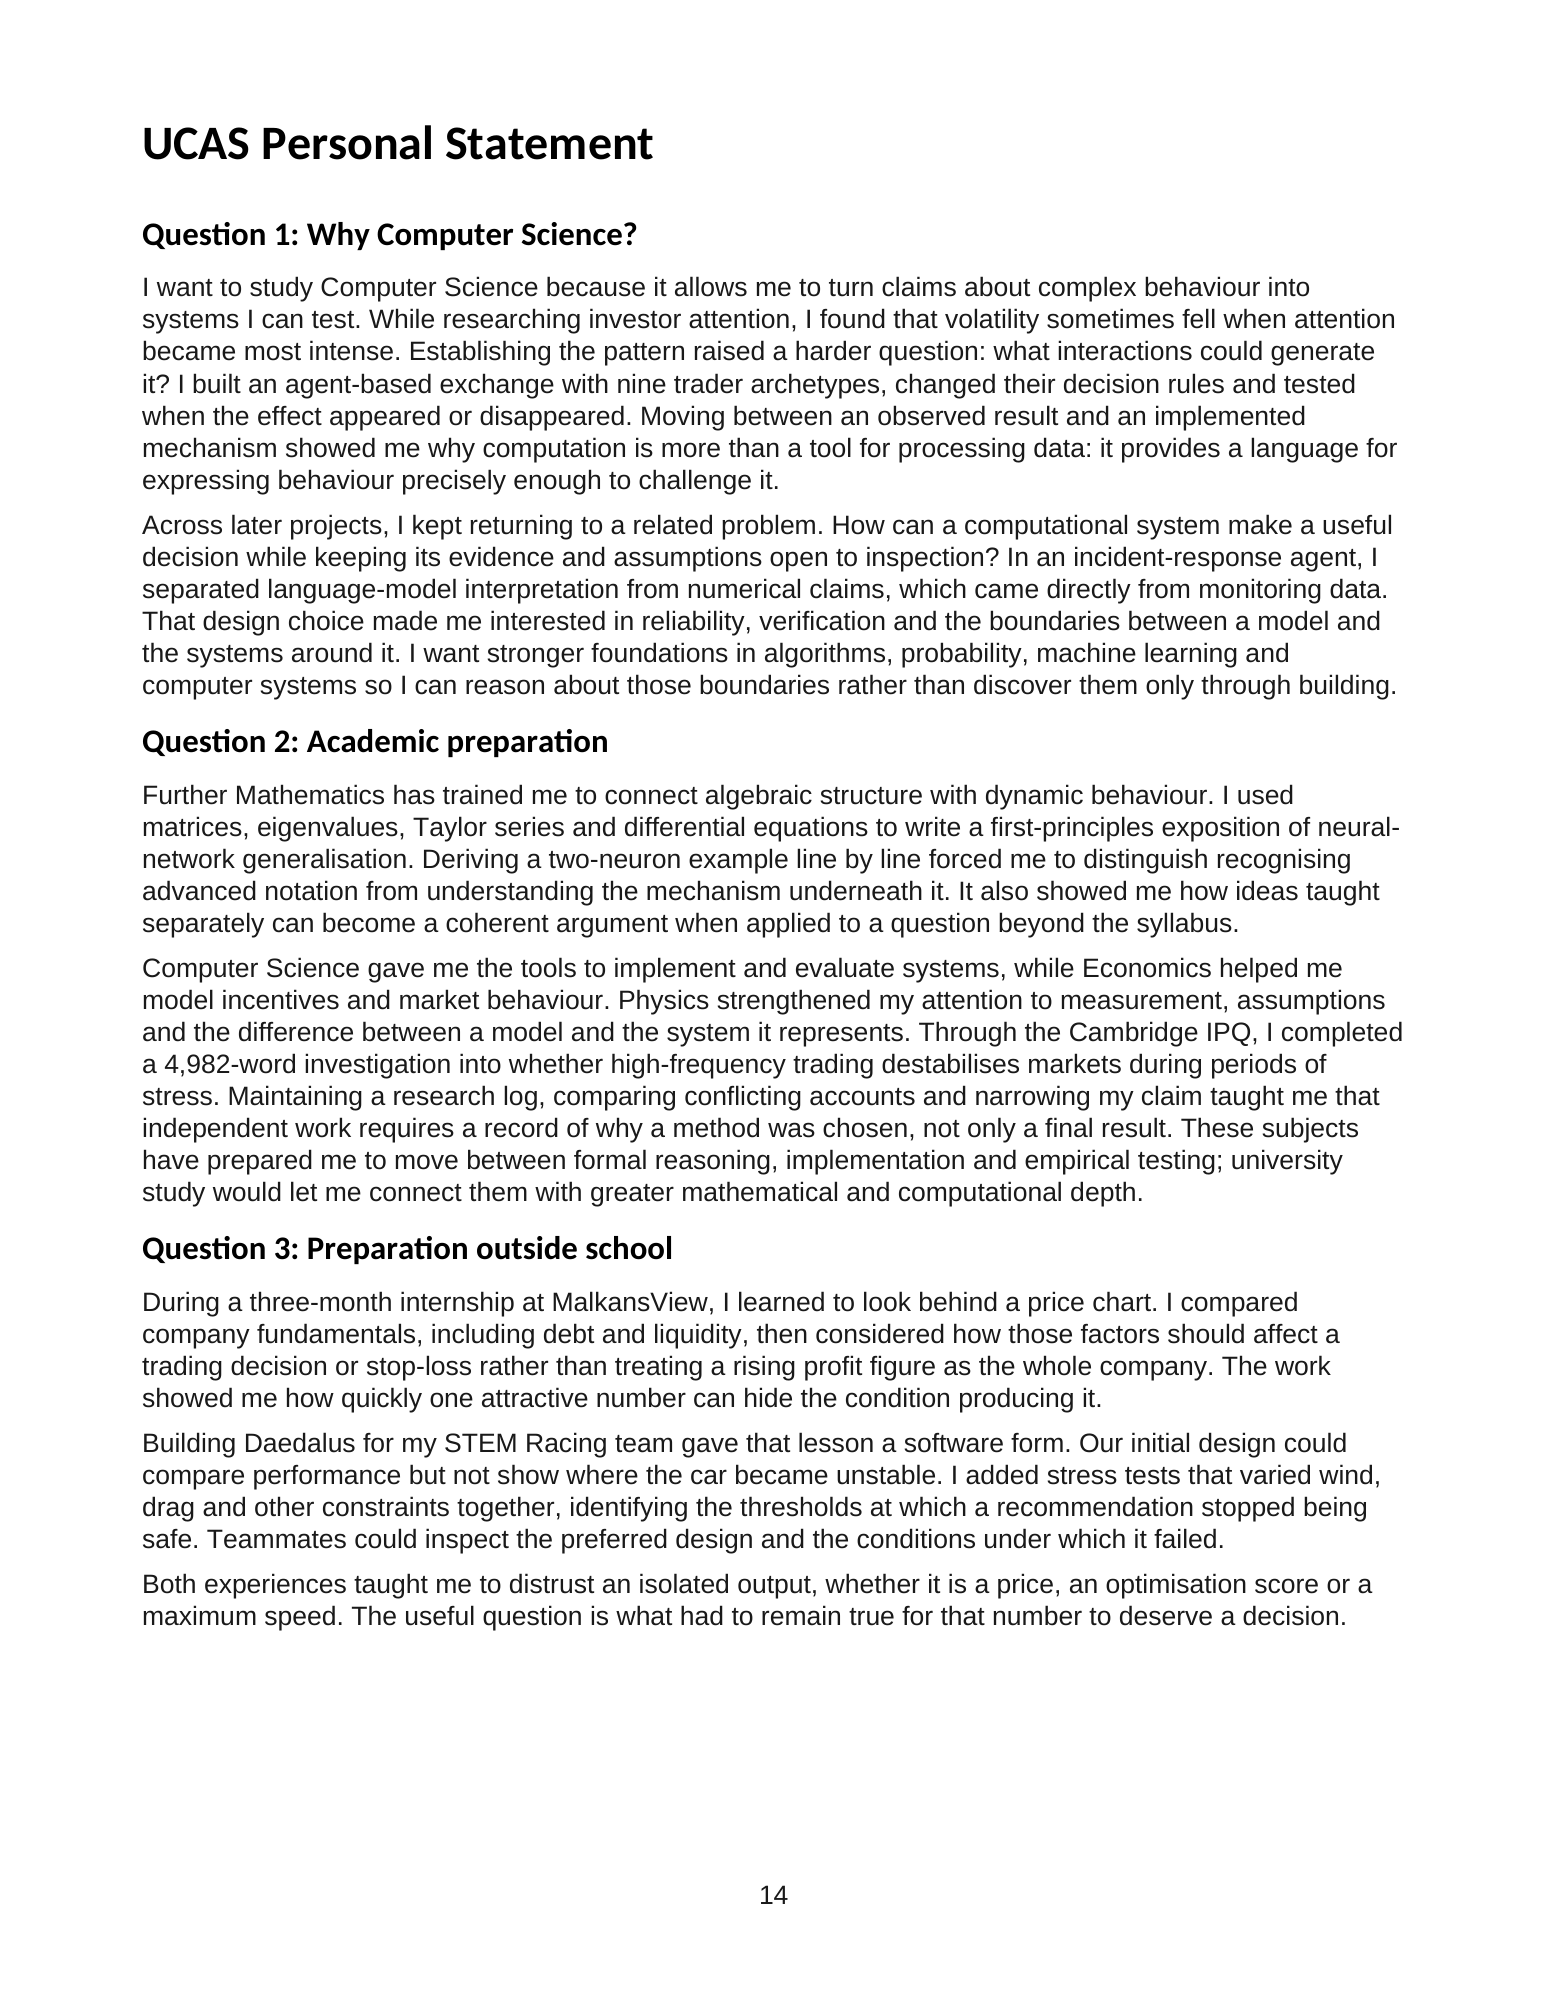 UCAS Personal Statement
Question 1: Why Computer Science?
I want to study Computer Science because it allows me to turn claims about complex behaviour into
systems I can test. While researching investor attention, I found that volatility sometimes fell when attention
became most intense. Establishing the pattern raised a harder question: what interactions could generate
it? I built an agent-based exchange with nine trader archetypes, changed their decision rules and tested
when the effect appeared or disappeared. Moving between an observed result and an implemented
mechanism showed me why computation is more than a tool for processing data: it provides a language for
expressing behaviour precisely enough to challenge it.
Across later projects, I kept returning to a related problem. How can a computational system make a useful
decision while keeping its evidence and assumptions open to inspection? In an incident-response agent, I
separated language-model interpretation from numerical claims, which came directly from monitoring data.
That design choice made me interested in reliability, verification and the boundaries between a model and
the systems around it. I want stronger foundations in algorithms, probability, machine learning and
computer systems so I can reason about those boundaries rather than discover them only through building.
Question 2: Academic preparation
Further Mathematics has trained me to connect algebraic structure with dynamic behaviour. I used
matrices, eigenvalues, Taylor series and differential equations to write a first-principles exposition of neural-
network generalisation. Deriving a two-neuron example line by line forced me to distinguish recognising
advanced notation from understanding the mechanism underneath it. It also showed me how ideas taught
separately can become a coherent argument when applied to a question beyond the syllabus.
Computer Science gave me the tools to implement and evaluate systems, while Economics helped me
model incentives and market behaviour. Physics strengthened my attention to measurement, assumptions
and the difference between a model and the system it represents. Through the Cambridge IPQ, I completed
a 4,982-word investigation into whether high-frequency trading destabilises markets during periods of
stress. Maintaining a research log, comparing conflicting accounts and narrowing my claim taught me that
independent work requires a record of why a method was chosen, not only a final result. These subjects
have prepared me to move between formal reasoning, implementation and empirical testing; university
study would let me connect them with greater mathematical and computational depth.
Question 3: Preparation outside school
During a three-month internship at MalkansView, I learned to look behind a price chart. I compared
company fundamentals, including debt and liquidity, then considered how those factors should affect a
trading decision or stop-loss rather than treating a rising profit figure as the whole company. The work
showed me how quickly one attractive number can hide the condition producing it.
Building Daedalus for my STEM Racing team gave that lesson a software form. Our initial design could
compare performance but not show where the car became unstable. I added stress tests that varied wind,
drag and other constraints together, identifying the thresholds at which a recommendation stopped being
safe. Teammates could inspect the preferred design and the conditions under which it failed.
Both experiences taught me to distrust an isolated output, whether it is a price, an optimisation score or a
maximum speed. The useful question is what had to remain true for that number to deserve a decision.
14